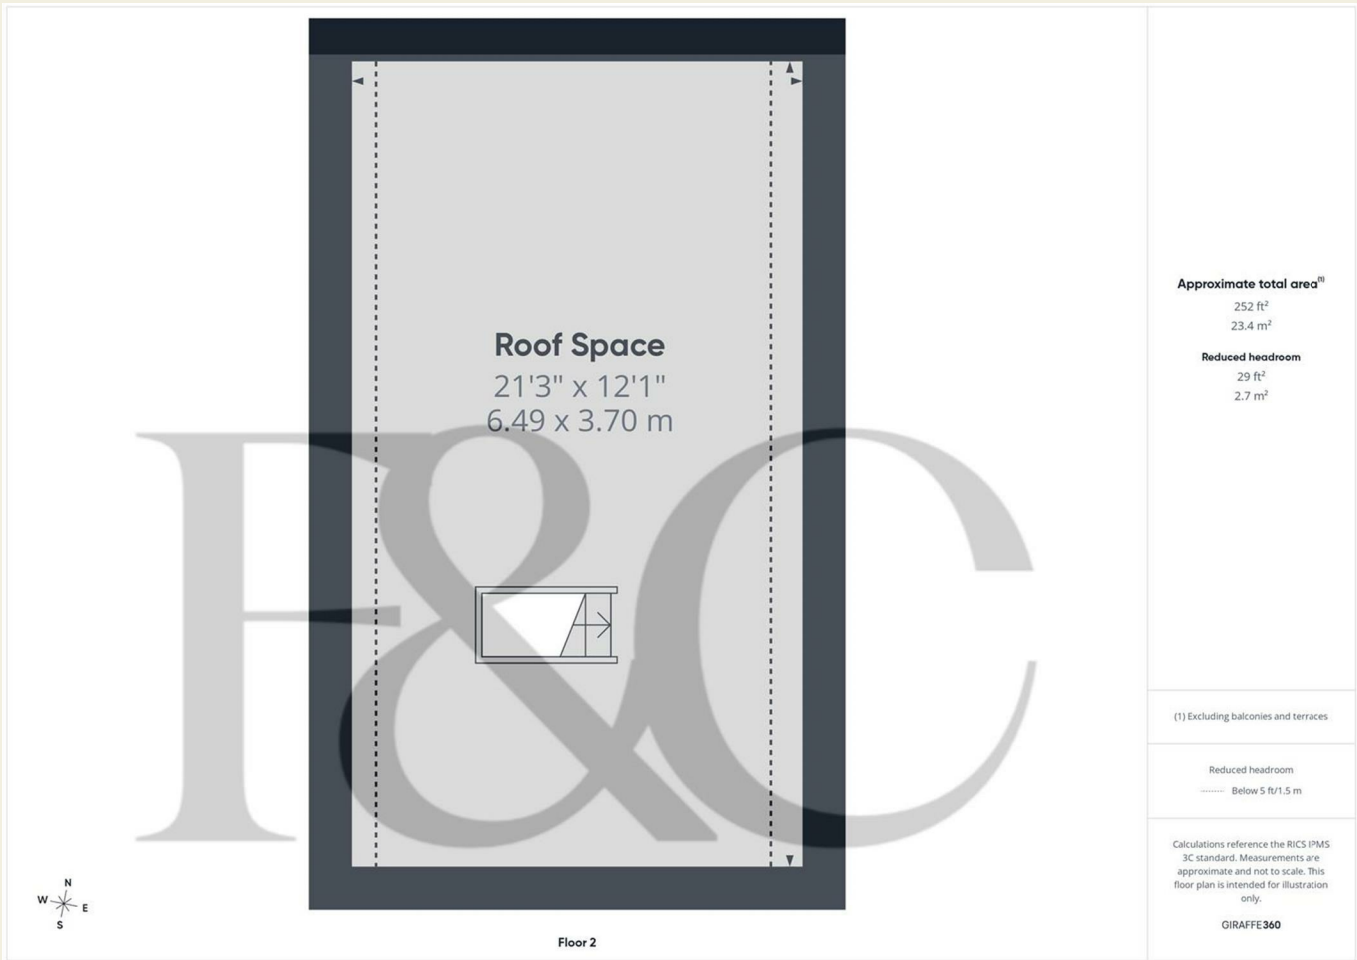 Roof Space
21'3" x 12'1"
6.49 x 3.70 m
F&C
N
W
E
S
Floor 2
Approximate total area(1)
252 ft²
23.4 m²
Reduced headroom
29 ft²
2.7 m²
(1) Excluding balconies and terraces
Reduced headroom
Below 5 ft/1.5 m
Calculations reference the RICS IPMS
3C standard. Measurements are
approximate and not to scale. This
floor plan is intended for illustration
only.
GIRAFFE360